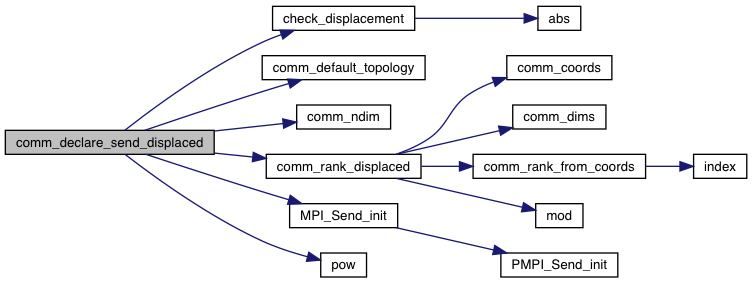 check_displacement
abs
comm_default_topology
comm_coords
comm_ndim
comm_dims
comm_declare_send_displaced
comm_rank_displaced
comm_rank_from_coords
index
MPI_Send_init
mod
pow
PMPI_Send_init